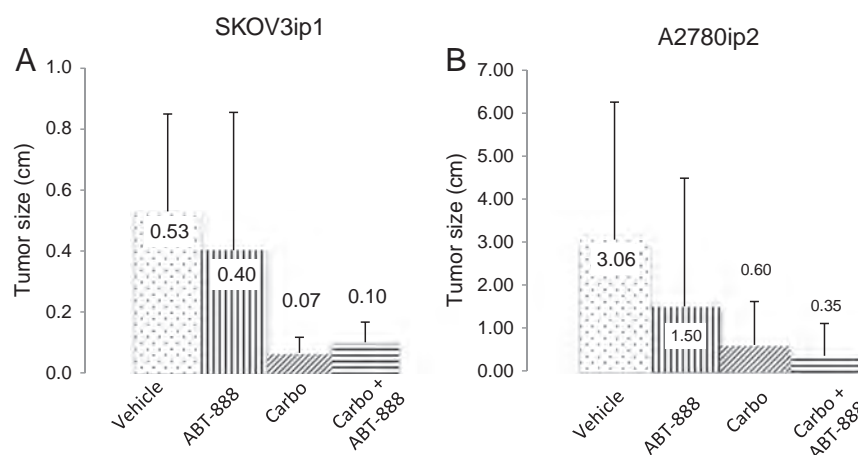 SKOV3ip1
A
1.0
0.8
0.6
0.4
0.2
0.0
Tumor size (cm)
0.53
0.40
0.07
0.10
Vehicle
ABT-888
Carbo
Carbo +
ABT-888
A2780ip2
B
7.00
6.00
5.00
4.00
3.00
2.00
1.00
0.00
Tumor size (cm)
3.06
1.50
0.60
0.35
Vehicle
ABT-888
Carbo
Carbo +
ABT-888